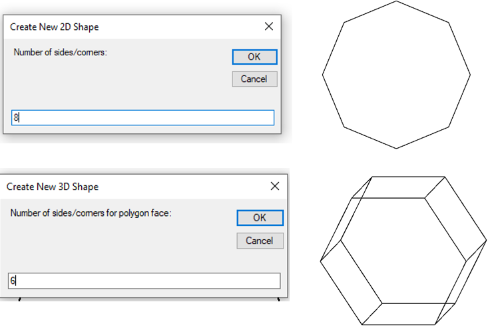 Create New 2D Shape
Number of sides/corners:
OK
Cancel
8
Create New 3D Shape
Number of sides/corners for polygon face:
OK
Cancel
6